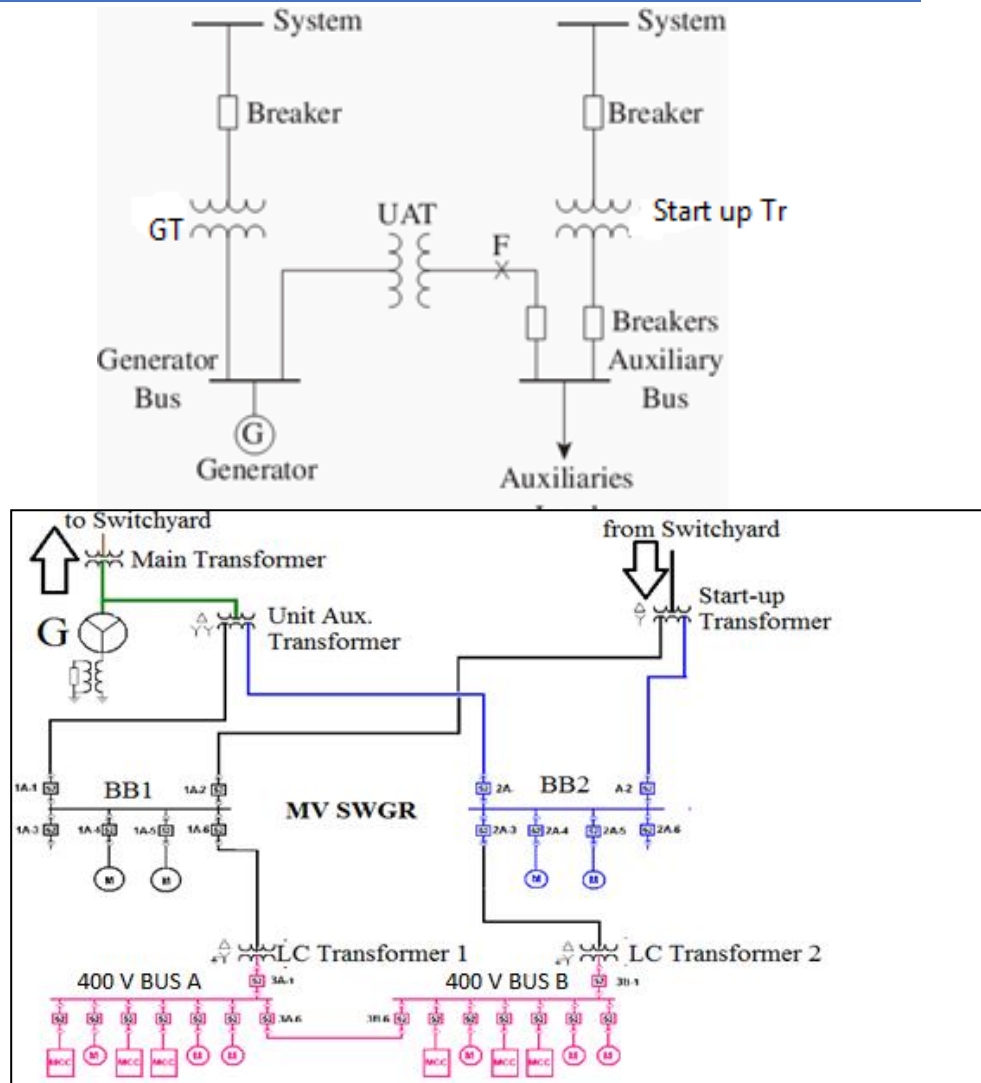 System
System
Breaker
Breaker
UAT
Start up Tr
GT
F
Breakers
Generator
Bus
Auxiliary
Bus
G
Generator
Auxiliaries
to Switchyard
from Switchyard
Main Transformer
Start-up
Transformer
G
Unit Aux.
Transformer
1A-1
BB1
1A-2
2A-
BB2
A-2
MV SWGR
1A-3
1A-4
1A-5
1A-6
2A-3
2A-4
2A-5
2A-6
M
M
M
M
LC Transformer 1
LC Transformer 2
400 V BUS A
3A-1
400 V BUS B
3B-1
3A-6
3B-6
MCC
M
MCC
MCC
M
M
MCC
M
MCC
MCC
M
M